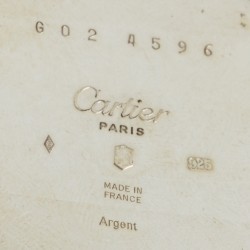 G02 4596
Cartier
PARIS
925
MADE IN
FRANCE
Argent